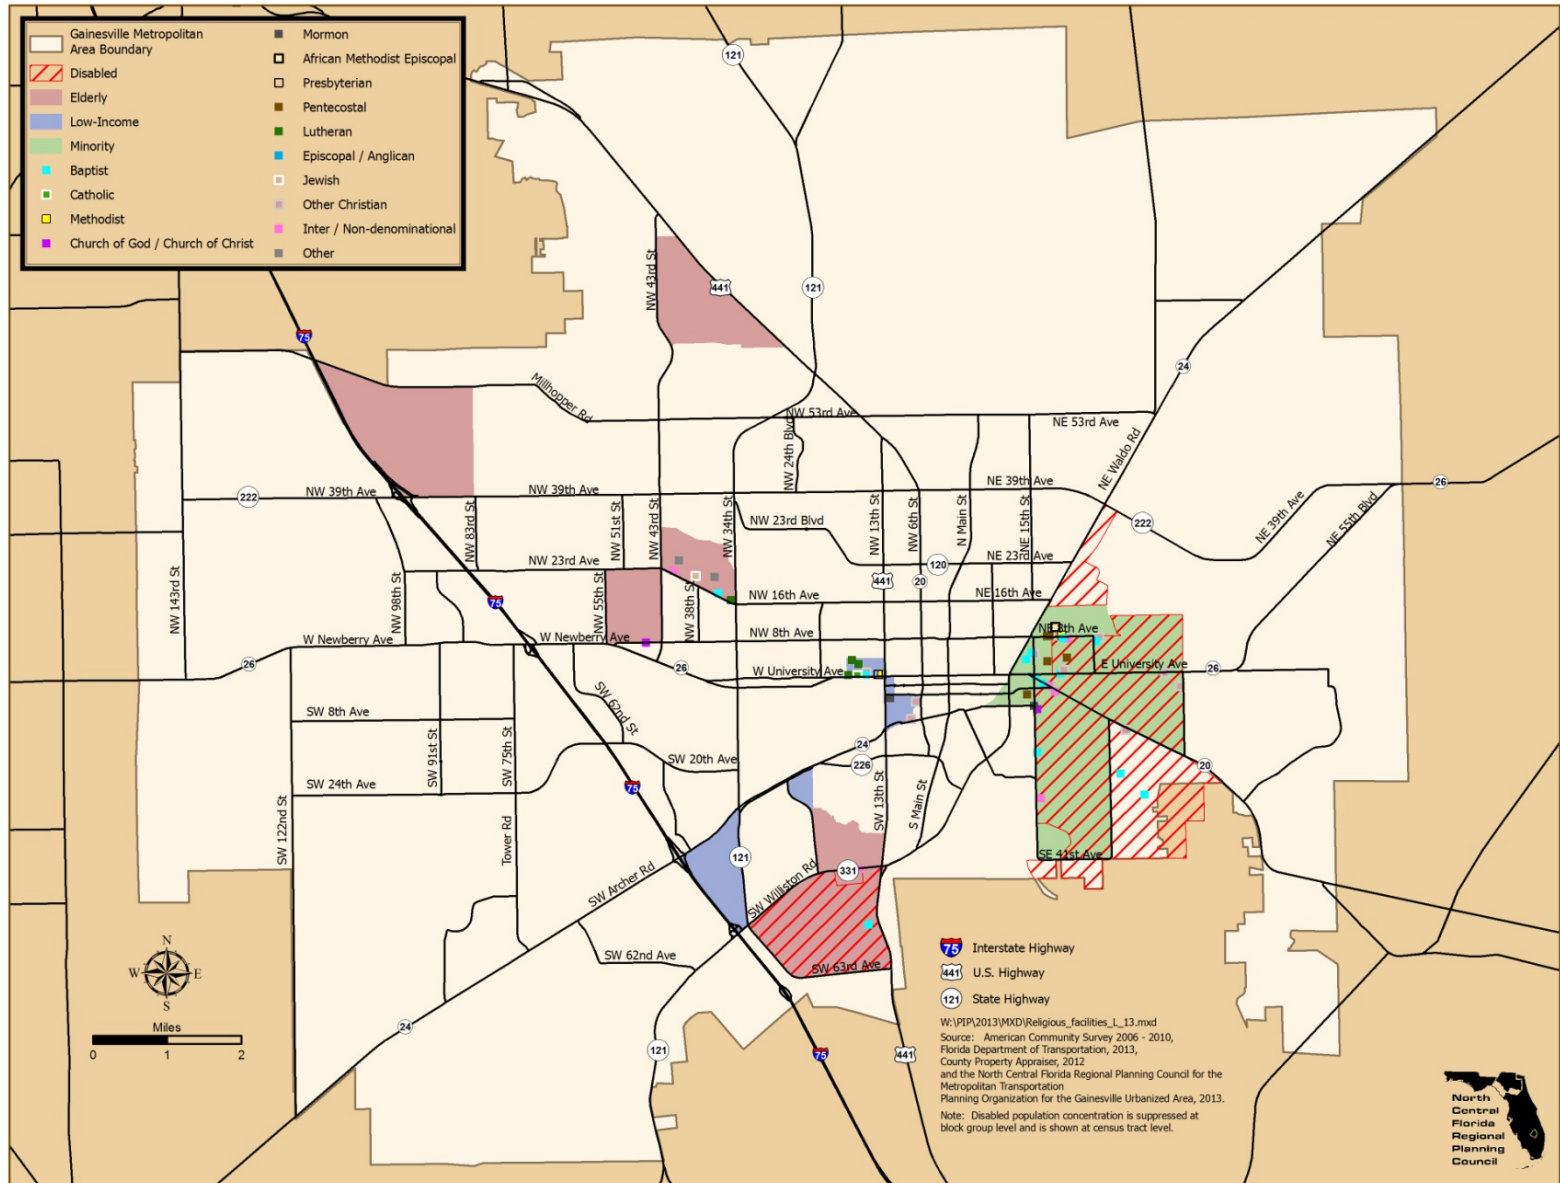 Gainesville Metropolitan
Area Boundary
Disabled
Elderly
Low-Income
Minority
Baptist
Catholic
Methodist
Church of God / Church of Christ
Mormon
African Methodist Episcopal
Presbyterian
Pentecostal
Lutheran
Episcopal / Anglican
Jewish
Other Christian
Inter / Non-denominational
Other
121
NW 43rd St
441
121
75
24
Millhopper Rd
NW 53rd Ave
NE 53rd Ave
NW 24th Blvd
NE Waldo Rd
222
NW 39th Ave
NW 39th Ave
NE 39th Ave
26
NW 83rd St
NW 51st St
NW 43rd St
NW 34th St
NW 23rd Blvd
NW 13th St
NW 6th St
N Main St
NE 15th St
222
NE 39th Ave
NE 55th Blvd
NW 23rd Ave
NE 23rd Ave
120
441
20
NW 143rd St
NW 98th St
75
NW 55th St
NW 38th St
NW 16th Ave
NE 16th Ave
W Newberry Ave
W Newberry Ave
NW 8th Ave
NE 8th Ave
26
26
W University Ave
E University Ave
26
SW 62nd St
SW 8th Ave
SW 91st St
SW 75th St
24
226
SW 20th Ave
20
SW 24th Ave
75
SW 122nd St
Tower Rd
SW 13th St
S Main St
121
SW Archer Rd
SW Williston Rd
331
SE 41st Ave
SW 62nd Ave
SW 63rd Ave
24
121
75
441
N
W
E
S
Miles
0
1
2
75
Interstate Highway
441
U.S. Highway
121
State Highway
W:\PIP\2013\MXD\Religious_facilities_L_13.mxd
Source: American Community Survey 2006 - 2010,
Florida Department of Transportation, 2013,
County Property Appraiser, 2012
and the North Central Florida Regional Planning Council for the
Metropolitan Transportation
Planning Organization for the Gainesville Urbanized Area, 2013.
Note: Disabled population concentration is suppressed at
block group level and is shown at census tract level.
North
Central
Florida
Regional
Planning
Council